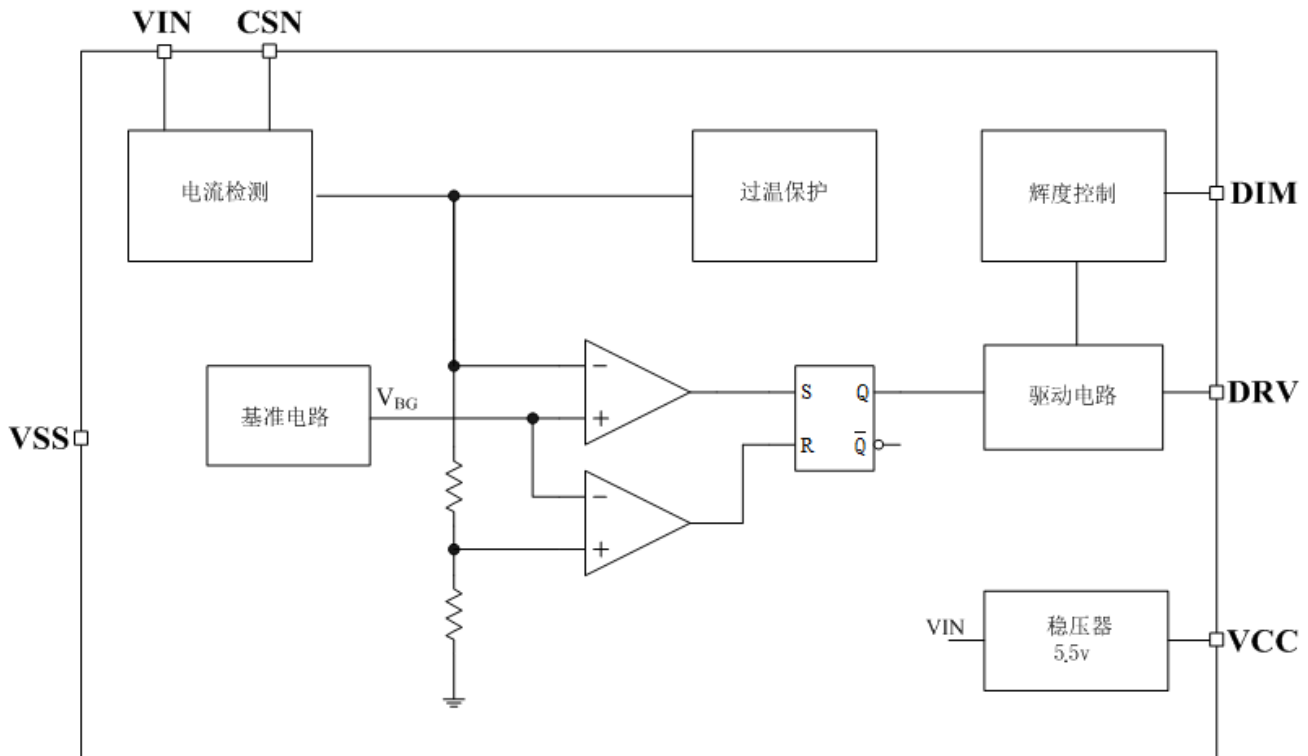 VIN CSN
电流检测
过温保护
辉度控制
DIM
基准电路
VBG
−
+
−
+
S Q
R Q̅
驱动电路
DRV
VSS
VIN
稳压器
5.5v
VCC